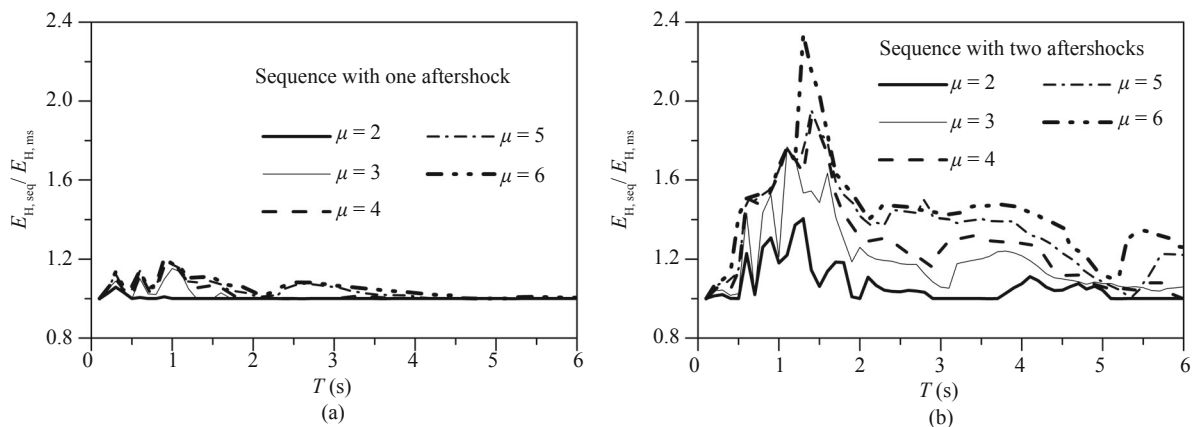 2.4
2.0
1.6
1.2
0.8
E_H, seq / E_H, ms
Sequence with one aftershock
μ = 2
μ = 3
μ = 4
μ = 5
μ = 6
0 1 2 3 4 5 6
T (s)
(a)
2.4
2.0
1.6
1.2
0.8
E_H, seq / E_H, ms
Sequence with two aftershocks
μ = 2
μ = 3
μ = 4
μ = 5
μ = 6
0 1 2 3 4 5 6
T (s)
(b)